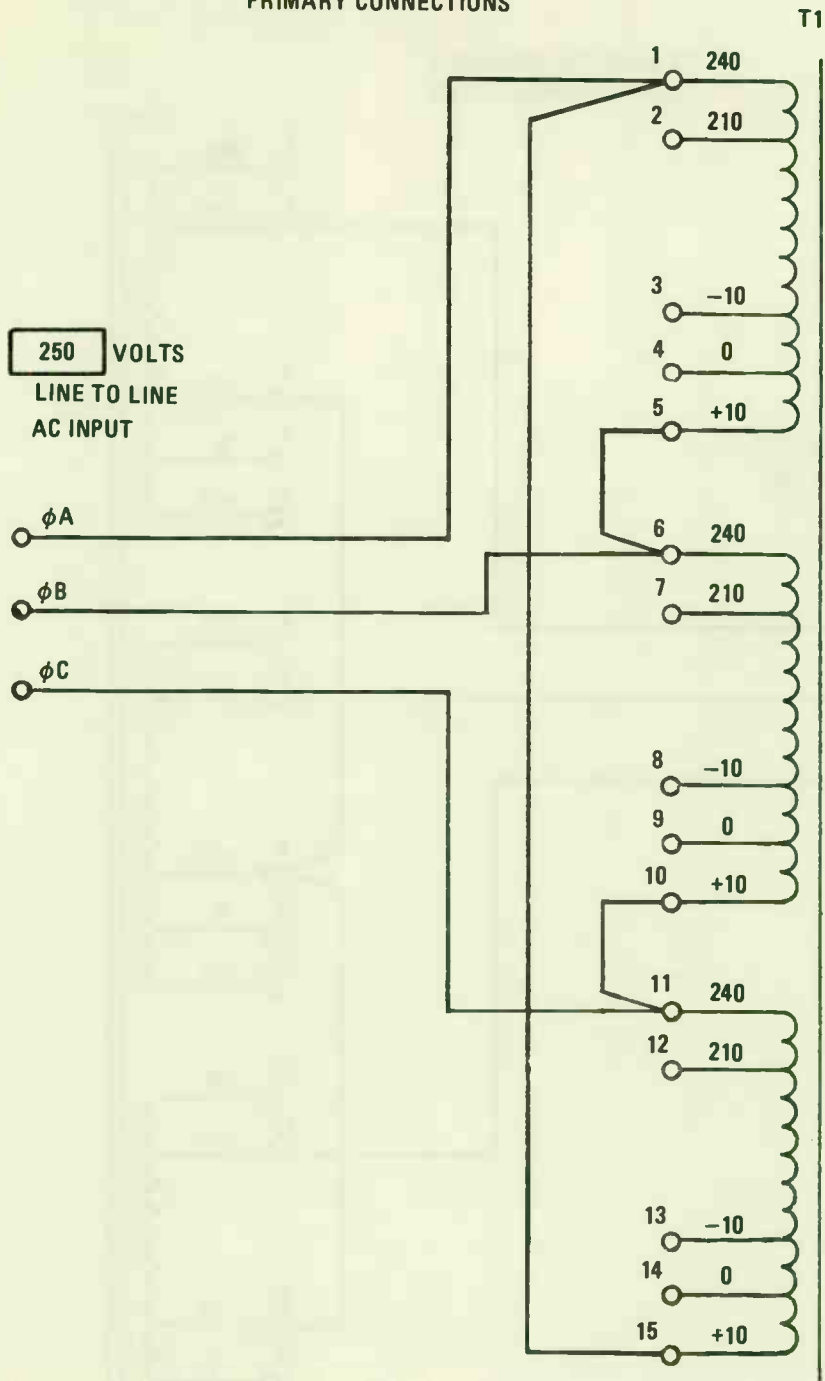 PRIMARY CONNECTIONS
T1
1 240
2 210
3 −10
4 0
5 +10
250 VOLTS
LINE TO LINE
AC INPUT
φA
φB
φC
6 240
7 210
8 −10
9 0
10 +10
11 240
12 210
13 −10
14 0
15 +10